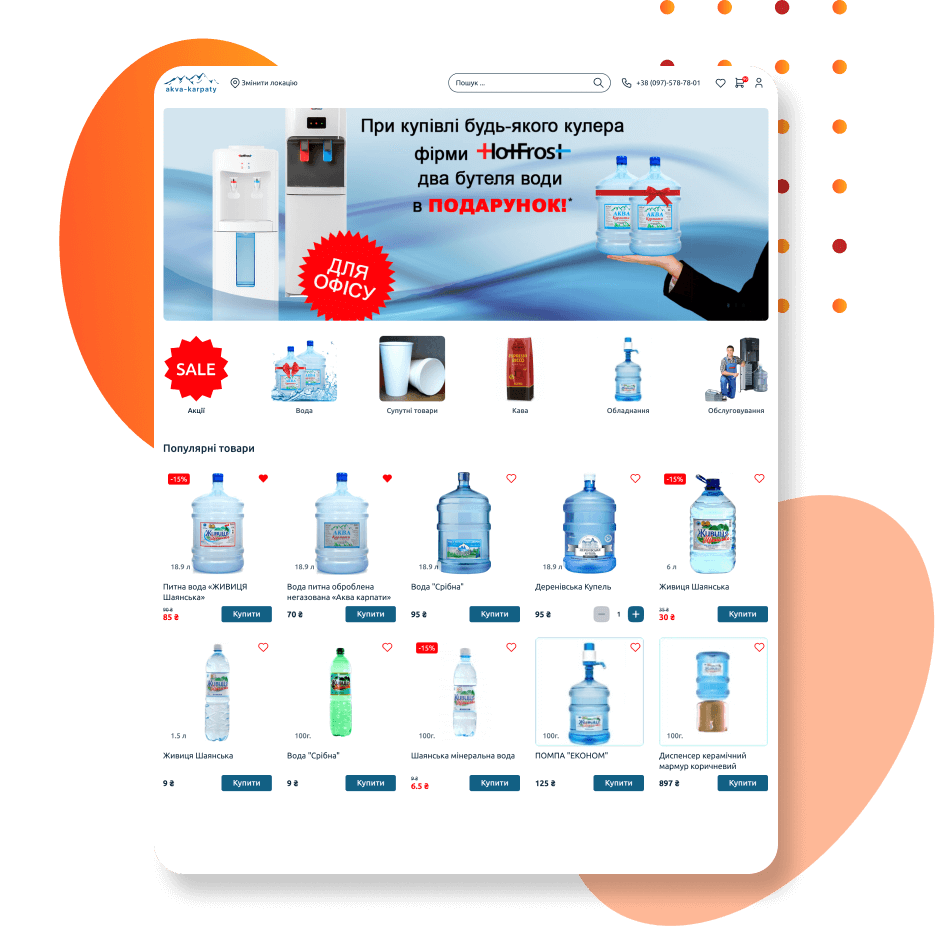 akva-karpaty
Змінити локацію
Пошук ...
+38 (097)-578-78-01
При купівлі будь-якого кулера
фірми HotFrost
два бутеля води
в ПОДАРУНОК!*
HotFrost
АКВА
АКВА
ДЛЯ
ОФІСУ
SALE
Акції
Вода
Супутні товари
Кава
Обладнання
Обслуговування
Популярні товари
-15%
-15%
18.9 л
18.9 л
18.9 л
18.9 л
6 л
Питна вода «ЖИВИЦЯ
Шаянська»
Вода питна оброблена
негазована «Аква карпати»
Вода "Срібна"
Деренівська Купель
Живиця Шаянська
85 ₴
Купити
70 ₴
Купити
95 ₴
Купити
95 ₴
1
30 ₴
Купити
-15%
1.5 л
100г.
100г.
100г.
100г.
Живиця Шаянська
Вода "Срібна"
Шаянська мінеральна вода
ПОМПА "ЕКОНОМ"
Диспенсер керамічний
мармур коричневий
9 ₴
Купити
9 ₴
Купити
9 ₴
6.5 ₴
Купити
125 ₴
Купити
897 ₴
Купити